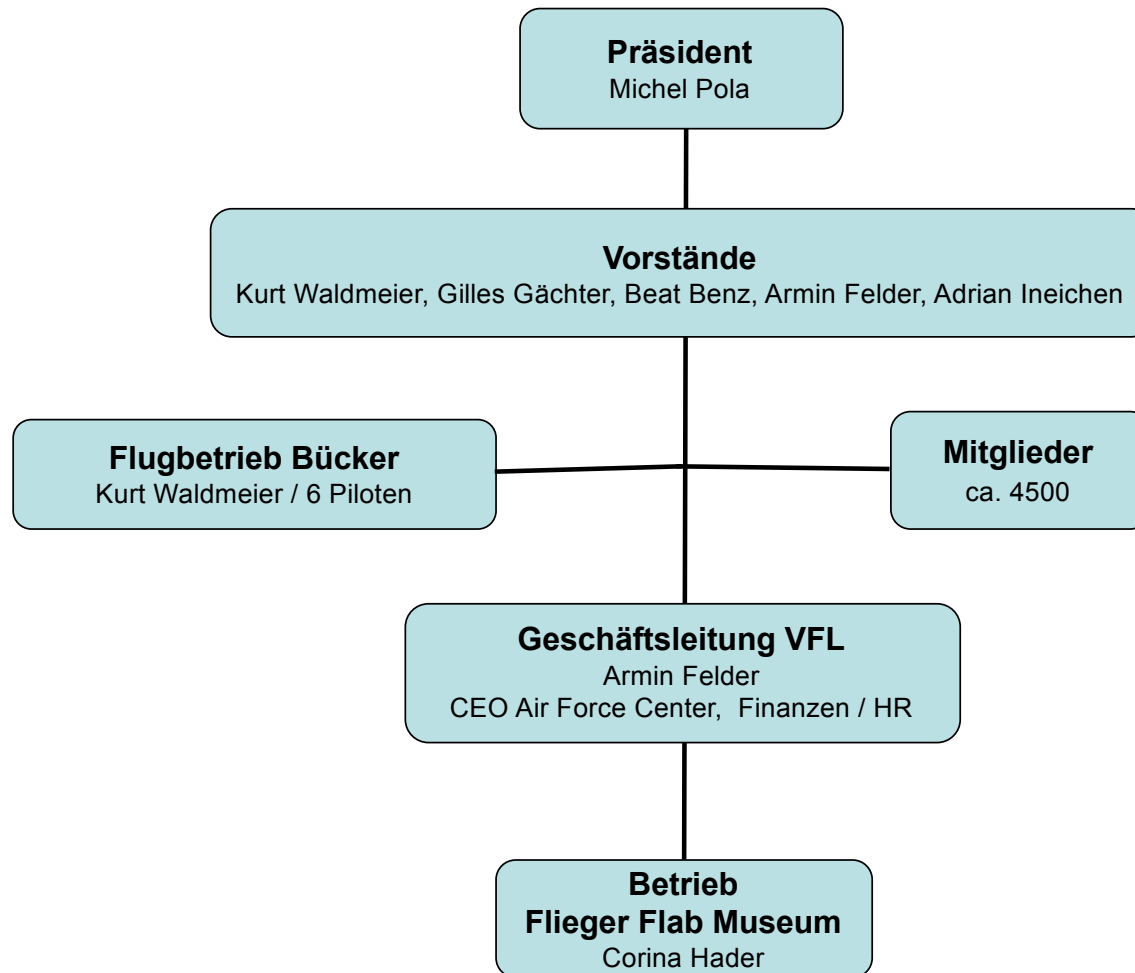 Präsident
Michel Pola
Vorstände
Kurt Waldmeier, Gilles Gächter, Beat Benz, Armin Felder, Adrian Ineichen
Flugbetrieb Bücker
Kurt Waldmeier / 6 Piloten
Mitglieder
ca. 4500
Geschäftsleitung VFL
Armin Felder
CEO Air Force Center, Finanzen / HR
Betrieb
Flieger Flab Museum
Corina Hader